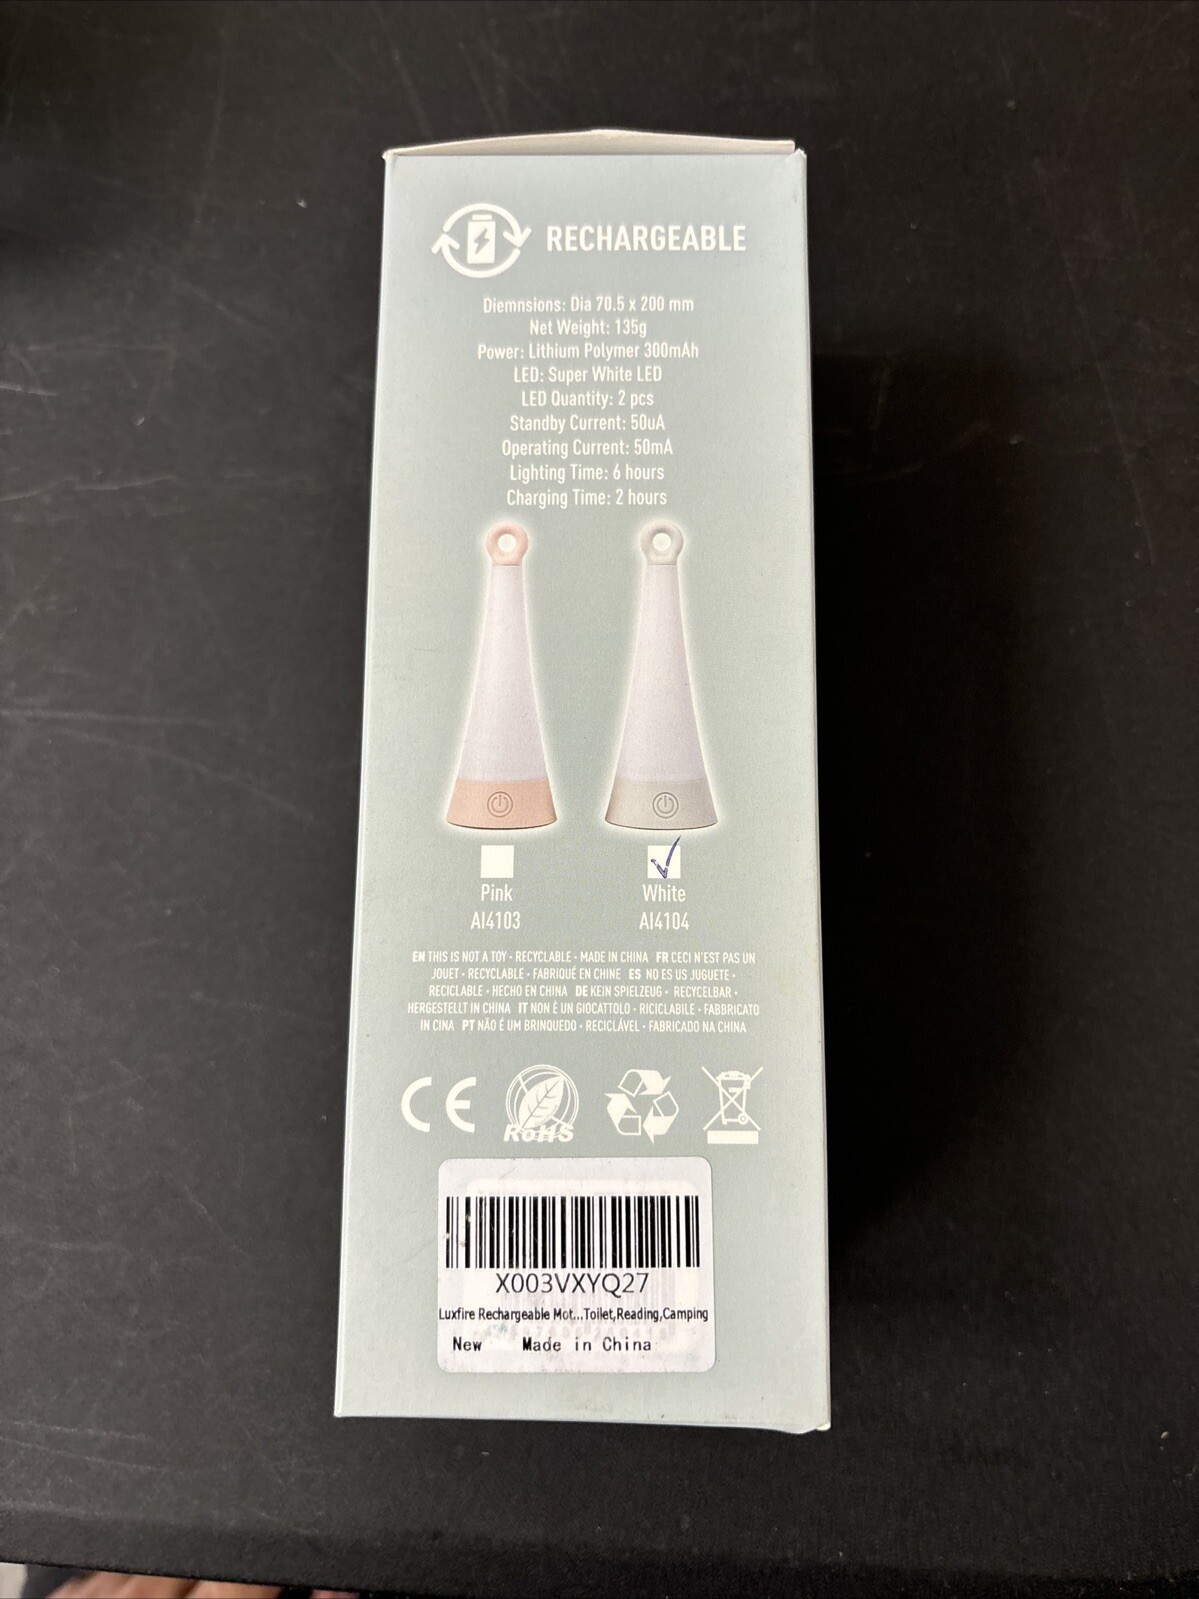 RECHARGEABLE
Diemnsions: Dia 70.5 x 200 mm
Net Weight: 135g
Power: Lithium Polymer 300mAh
LED: Super White LED
LED Quantity: 2 pcs
Standby Current: 50uA
Operating Current: 50mA
Lighting Time: 6 hours
Charging Time: 2 hours
Pink White
AI4103 AI4104
EN THIS IS NOT A TOY · RECYCLABLE · MADE IN CHINA FR CECI N'EST PAS UN
JOUET · RECYCLABLE · FABRIQUÉ EN CHINE ES NO ES US JUGUETE ·
RECICLABLE · HECHO EN CHINA DE KEIN SPIELZEUG · RECYCELBAR ·
HERGESTELLT IN CHINA IT NON È UN GIOCATTOLO · RICICLABILE · FABBRICATO
IN CINA PT NÃO É UM BRINQUEDO · RECICLÁVEL · FABRICADO NA CHINA
CE RoHS
X003VXYQ27
Luxfire Rechargeable Mot...Toilet,Reading,Camping
New Made in China